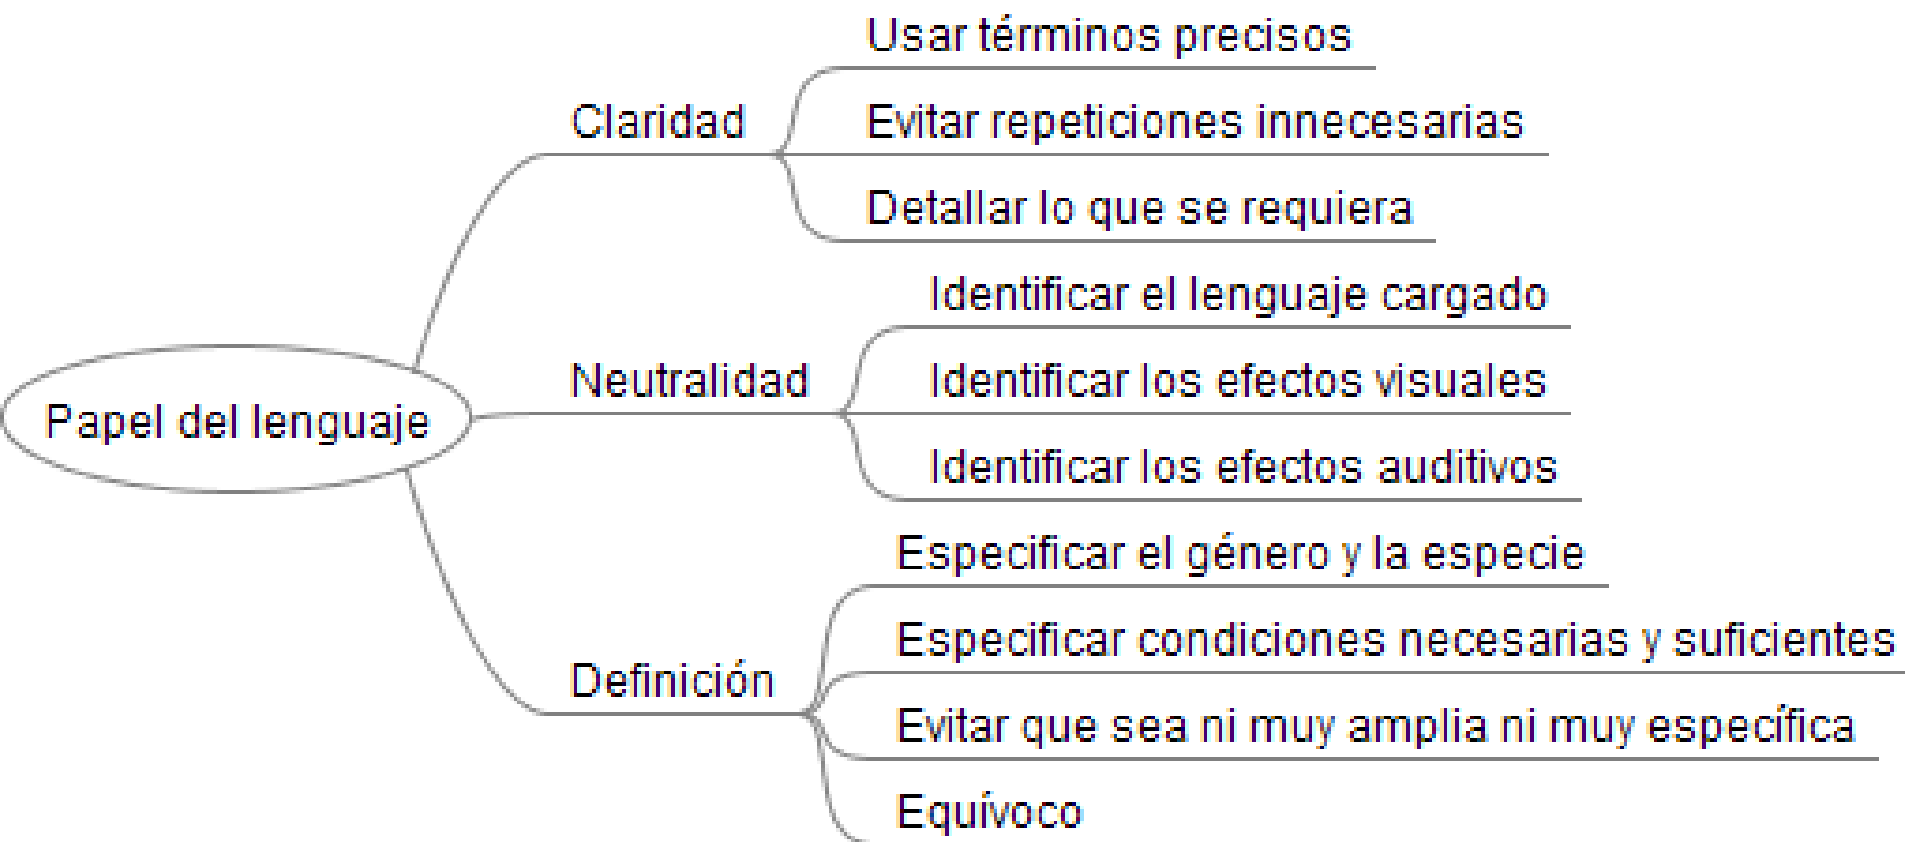 Papel del lenguaje
Claridad
Usar términos precisos
Evitar repeticiones innecesarias
Detallar lo que se requiera
Neutralidad
Identificar el lenguaje cargado
Identificar los efectos visuales
Identificar los efectos auditivos
Definición
Especificar el género y la especie
Especificar condiciones necesarias y suficientes
Evitar que sea ni muy amplia ni muy específica
Equívoco